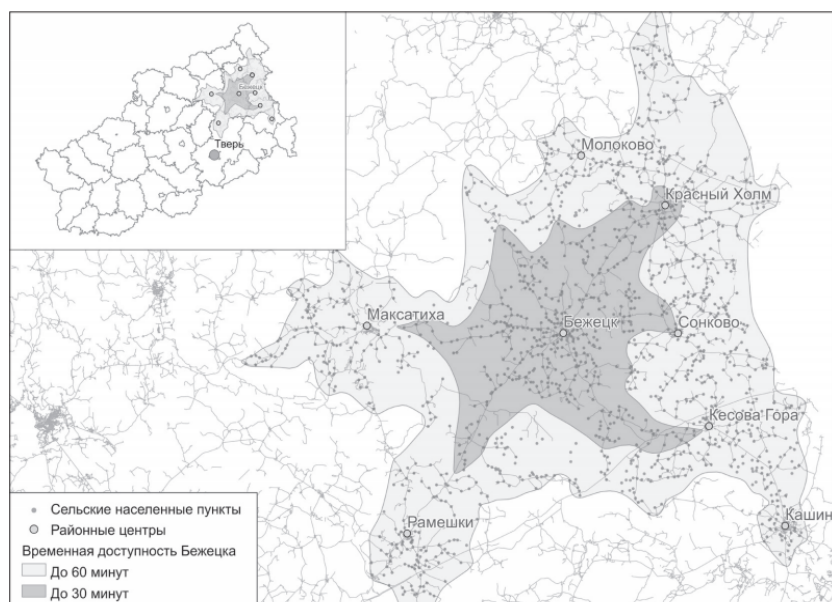 Бежецк
Тверь
Молоково
Красный Холм
Максатиха
Бежецк
Сонково
Кесова Гора
Рамешки
Кашин
Сельские населенные пункты
Районные центры
Временная доступность Бежецка
До 60 минут
До 30 минут